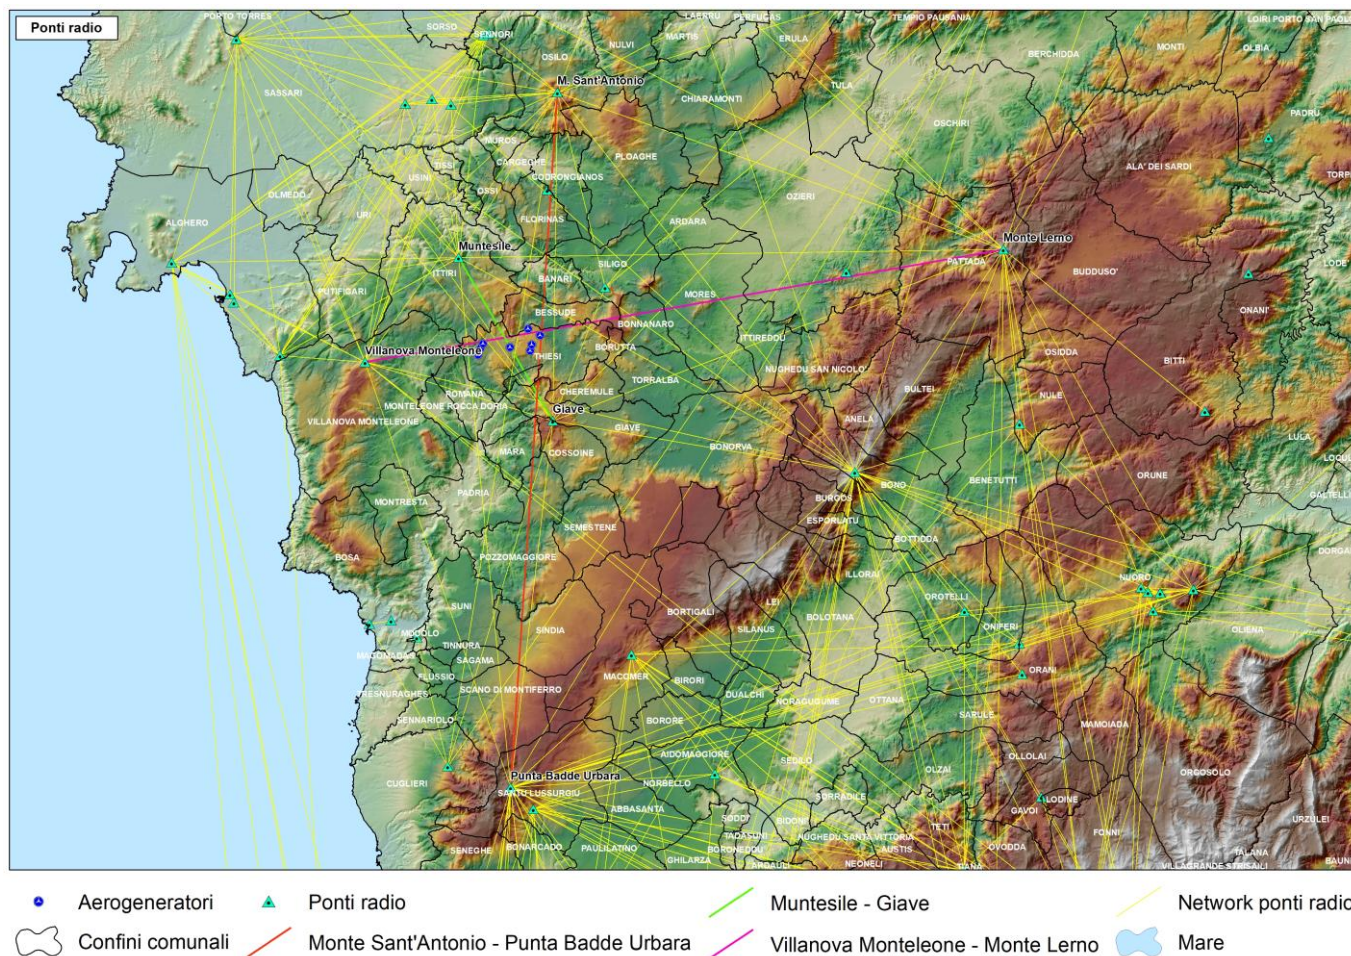 Ponti radio
PORTO TORRES
SORSO
SENNORI
OSILO
NULVI
LAERRU
PERFUGAS
MARTIS
ERULA
TEMPIO PAUSANIA
LOIRI PORTO SAN PAOLO
BERCHIDDA
MONTI
OLBIA
M. Sant'Antonio
SASSARI
TULA
CHIARAMONTI
OSCHIRI
PADRU
MUROS
CARGEGHE
PLOAGHE
TISSI
USINI
CODRONGIANOS
ALA' DEI SARDI
OSSI
OLMEDO
OZIERI
URI
FLORINAS
ARDARA
ALGHERO
Muntesile
Monte Lerno
ITTIRI
BANARI
SILIGO
PATTADA
BUDDUSO'
LODE'
PUTIFIGARI
MORES
BESSUDE
BONNANARO
ITTIREDDU
ONANI'
Villanova Monteleone
THIESI
BORUTTA
OSIDDA
BITTI
TORRALBA
NUGHEDU SAN NICOLO'
BULTEI
NULE
ROMANA
CHEREMULE
MONTELEONE ROCCA DORIA
Giave
VILLANOVA MONTELEONE
GIAVE
ANELA
LULA
MARA
COSSOINE
BONORVA
ORUNE
PADRIA
BONO
BENETUTTI
MONTRESTA
BURGOS
ESPORLATU
SEMESTENE
BOTTIDDA
BOSA
POZZOMAGGIORE
ILLORAI
NUORO
SUNI
BORTIGALI
LEI
OROTELLI
SINDIA
SILANUS
BOLOTANA
ONIFERI
OLIENA
MODOLO
TINNURA
SAGAMA
FLUSSIO
MACOMER
BIRORI
ORANI
TRESNURAGHES
SCANO DI MONTIFERRO
DUALCHI
NORAGUGUME
OTTANA
SENNARIOLO
BORORE
SARULE
MAMOIADA
AIDOMAGGIORE
OLLOLAI
Punta Badde Urbara
SEDILO
CUGLIERI
SANTU LUSSURGIU
NORBELLO
OLZAI
ORGOSOLO
SORRADILE
LODINE
GAVOI
ABBASANTA
SODDI'
BIDONI'
URZULEI
TADASUNI
NUGHEDU SANTA VITTORIA
TETI
FONNI
SENEGHE
BONARCADO
PAULILATINO
BORONEDDU
AUSTIS
OVODDA
TALANA
GHILARZA
ARDAULI
NEONELI
VILLAGRANDE STRISAILI
Aerogeneratori
Ponti radio
Muntesile - Giave
Network ponti radio
Confini comunali
Monte Sant'Antonio - Punta Badde Urbara
Villanova Monteleone - Monte Lerno
Mare